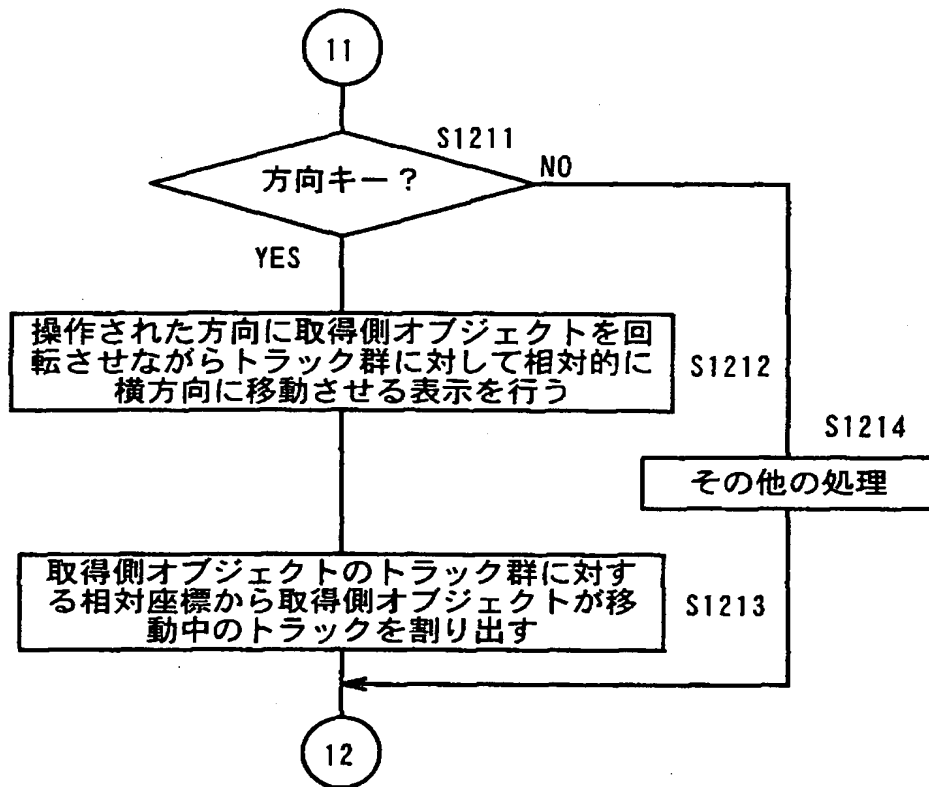 11
S1211
方向キー?
NO
YES
操作された方向に取得側オブジェクトを回
転させながらトラック群に対して相対的に
横方向に移動させる表示を行う
S1212
S1214
その他の処理
取得側オブジェクトのトラック群に対す
る相対座標から取得側オブジェクトが移
動中のトラックを割り出す
S1213
12